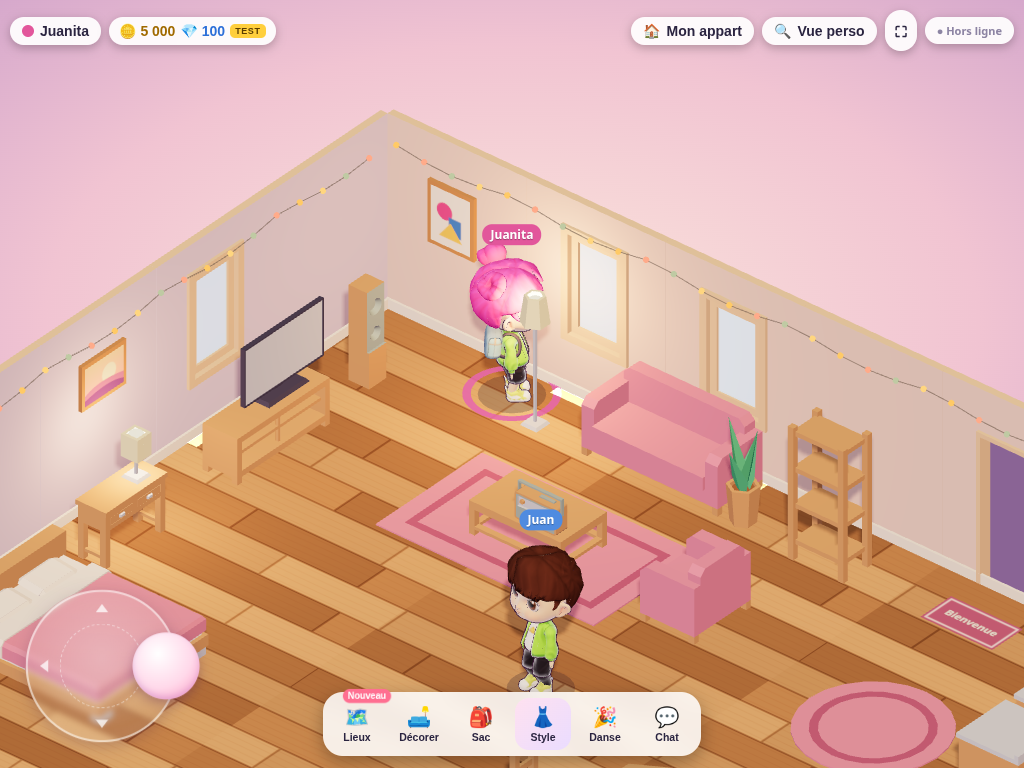 Juanita
5 000 100 TEST
Mon appart
Vue perso
Hors ligne
Juanita
Juan
Bienvenue
Nouveau
Lieux
Décorer
Sac
Style
Danse
Chat